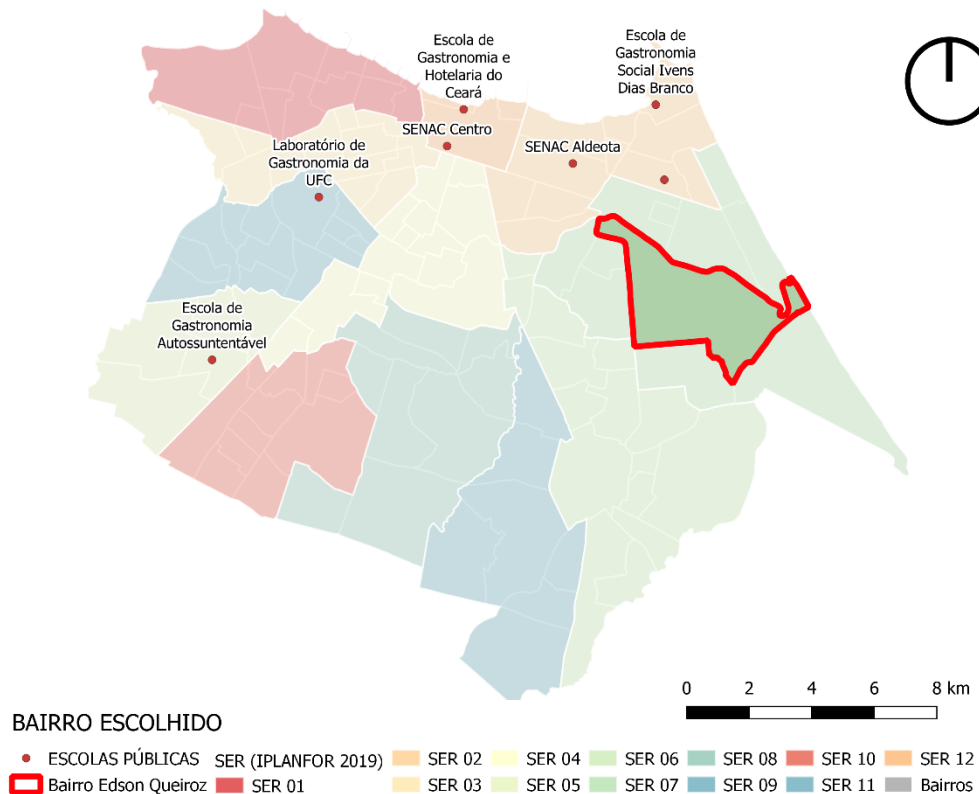 Escola de
Gastronomia e
Hotelaria do
Ceará
Escola de
Gastronomia
Social Ivens
Dias Branco
SENAC Centro
SENAC Aldeota
Laboratório de
Gastronomia da
UFC
Escola de
Gastronomia
Autossuntentável
0 2 4 6 8 km
BAIRRO ESCOLHIDO
ESCOLAS PÚBLICAS
Bairro Edson Queiroz
SER (IPLANFOR 2019)
SER 01
SER 02
SER 03
SER 04
SER 05
SER 06
SER 07
SER 08
SER 09
SER 10
SER 11
SER 12
Bairros